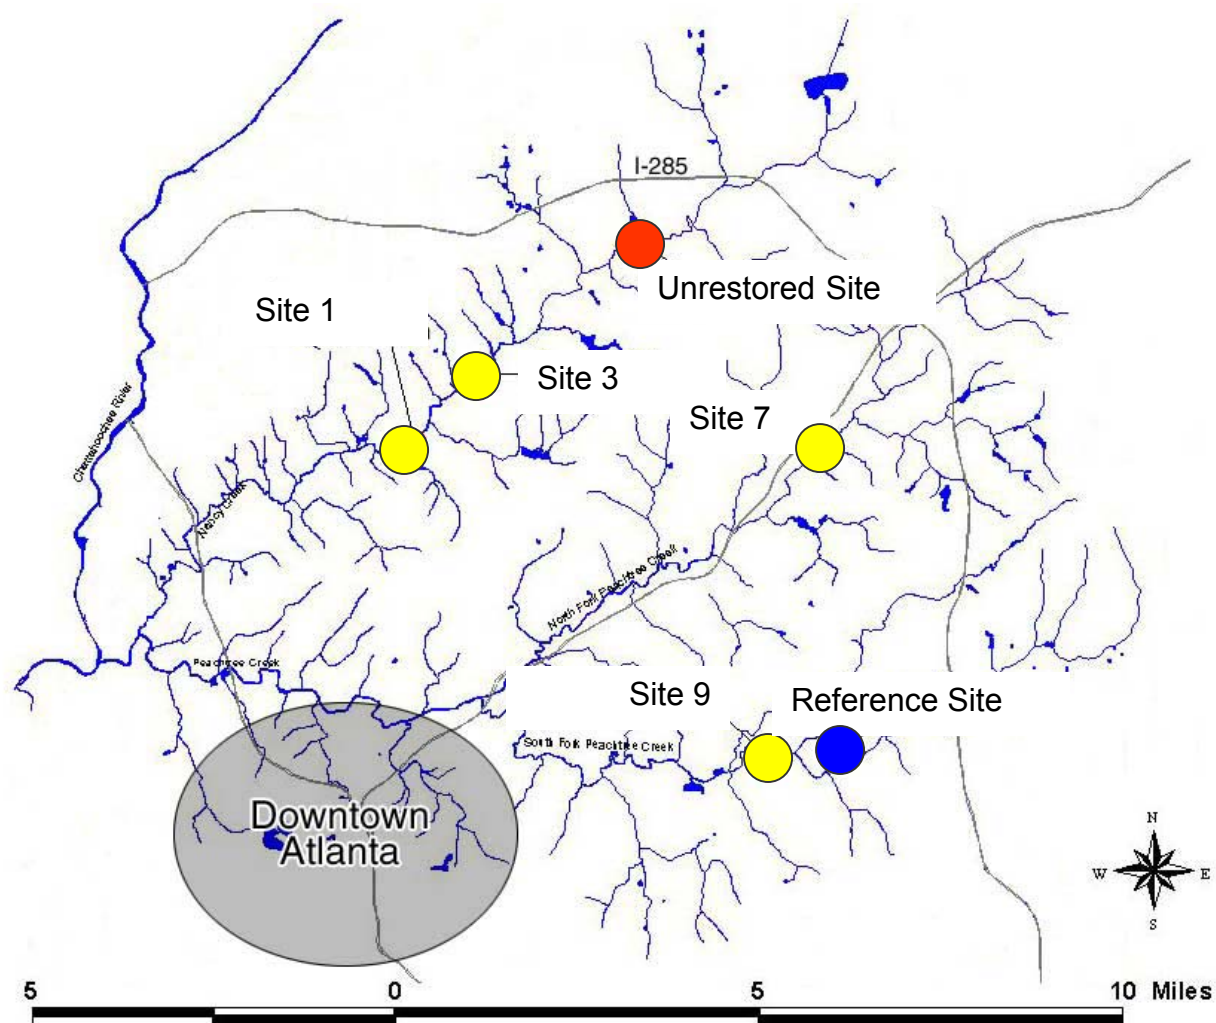 I-285
Unrestored Site
Site 1
Site 3
Site 7
Chattahoochee River
Nancy Creek
North Fork Peachtree Creek
Peachtree Creek
Site 9
Reference Site
South Fork Peachtree Creek
Downtown
Atlanta
N
W E
S
5 0 5 10 Miles